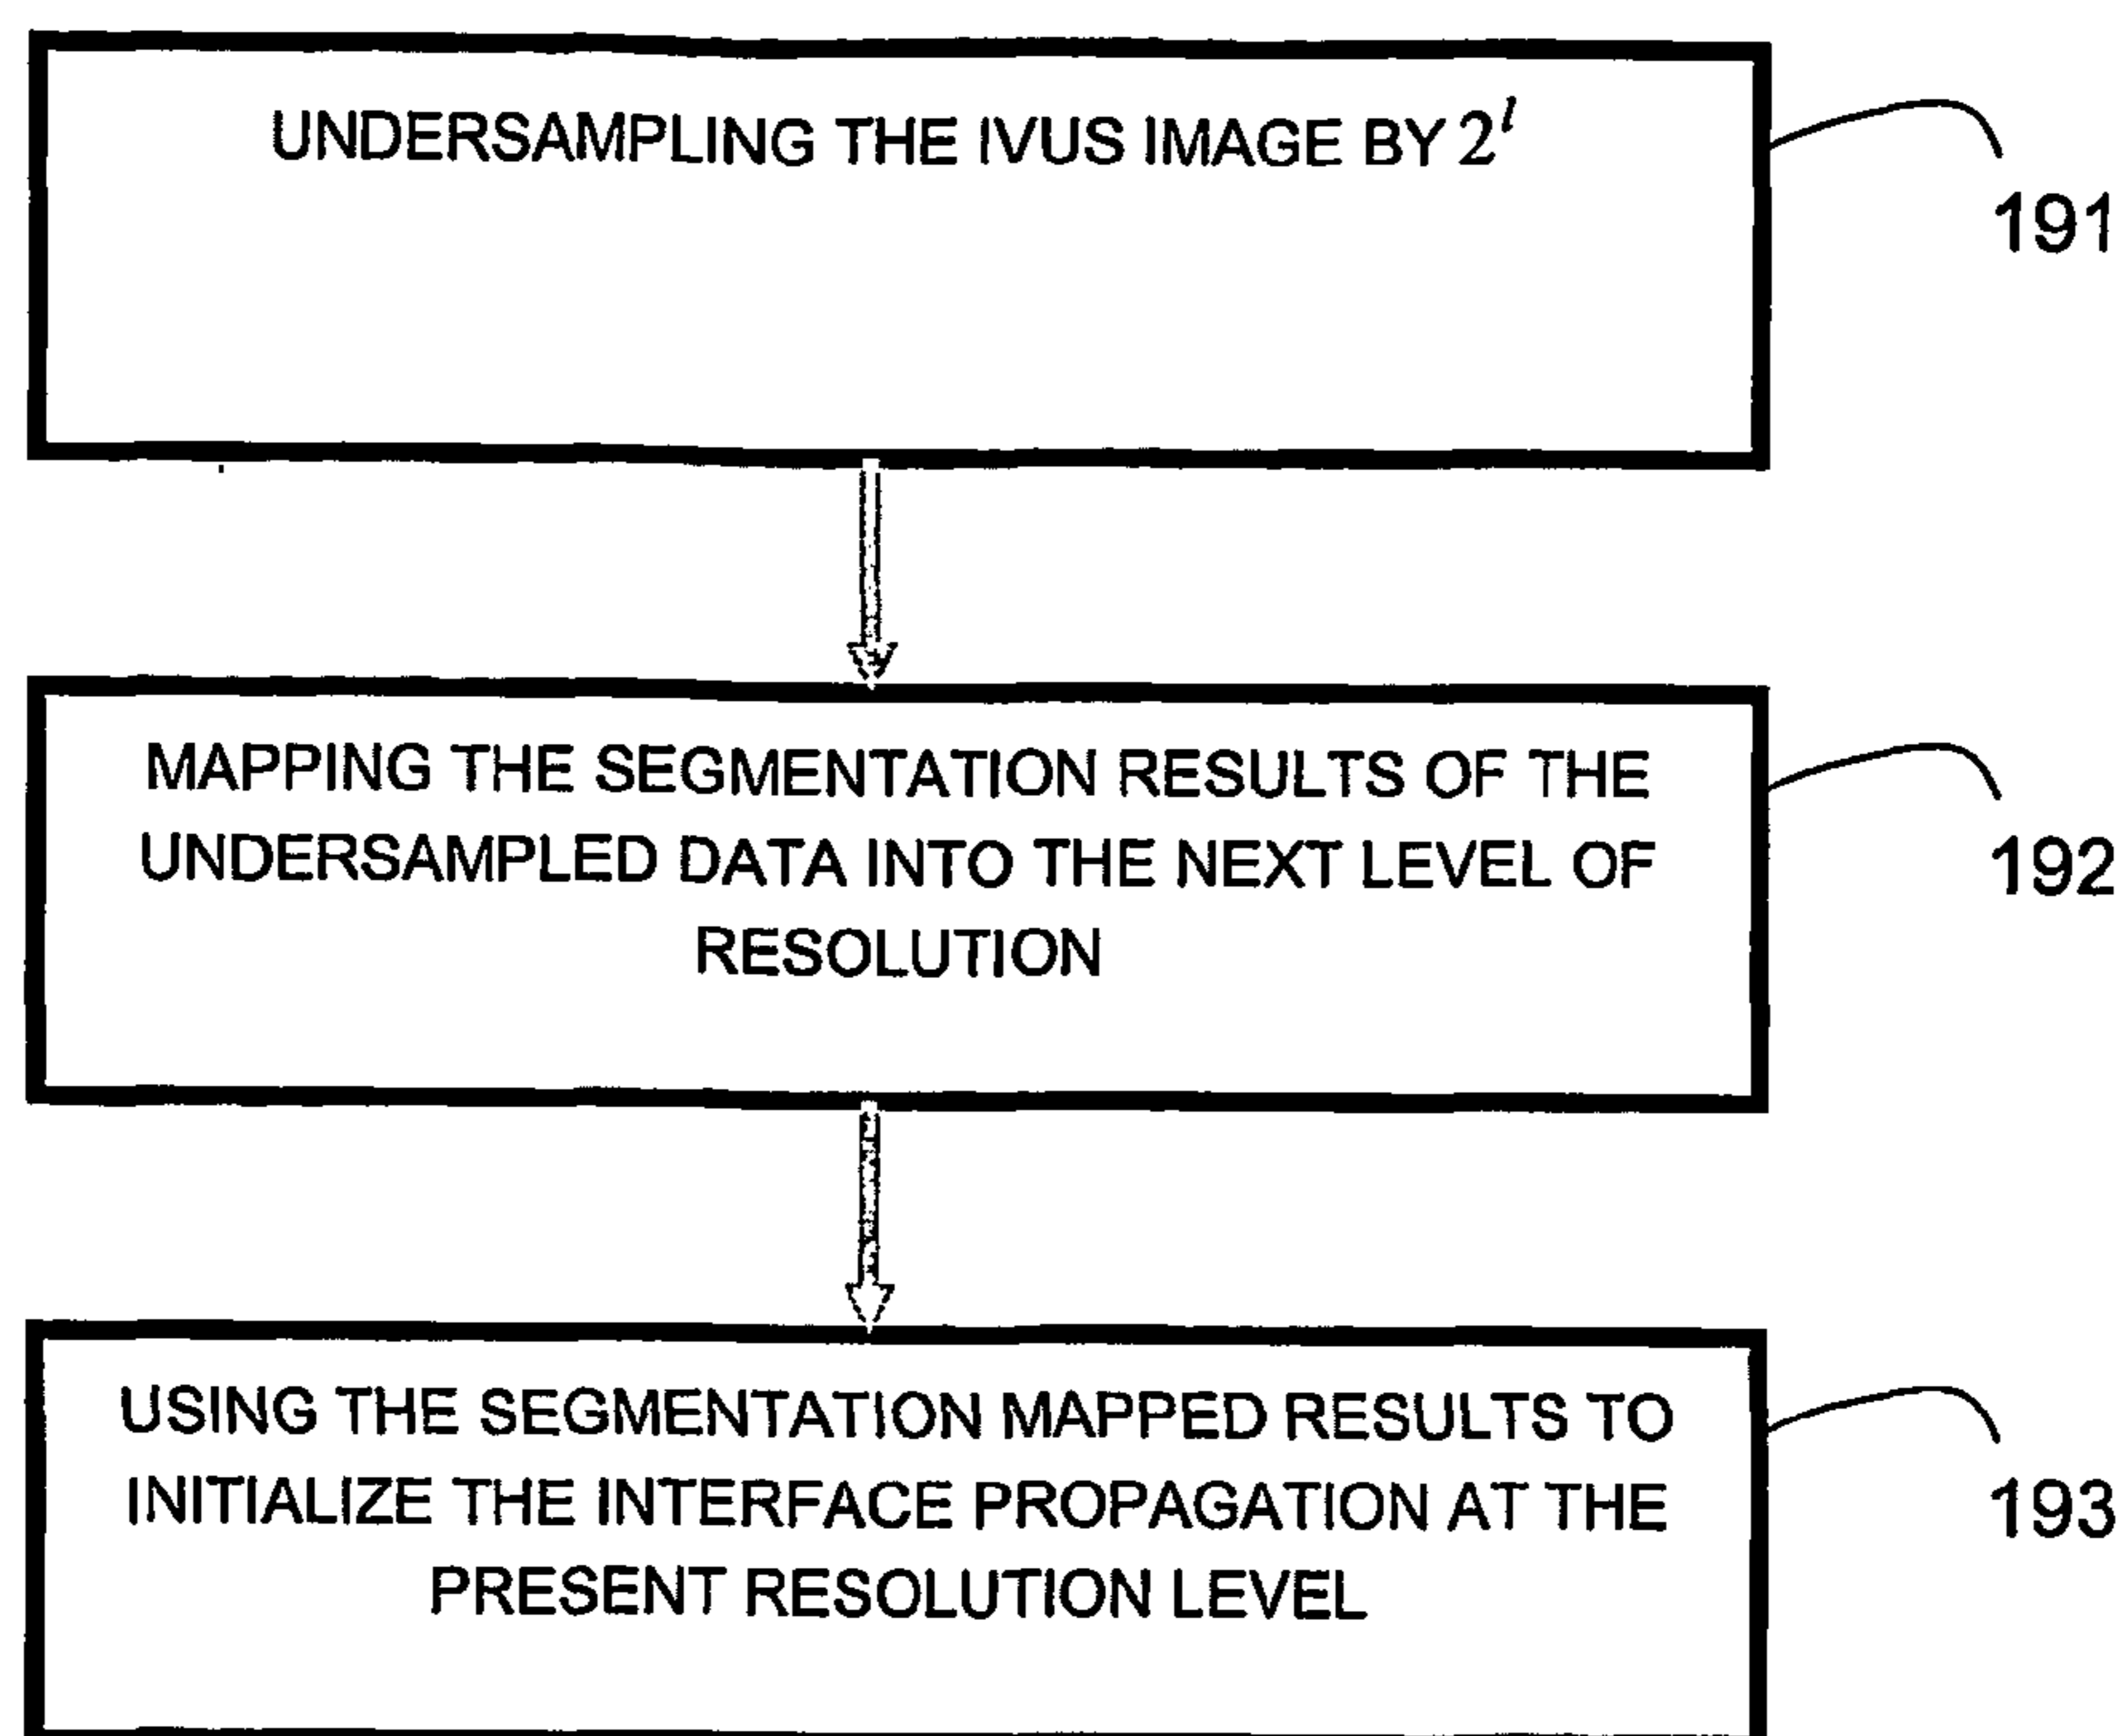 UNDERSAMPLING THE IVUS IMAGE BY 2^l
191
MAPPING THE SEGMENTATION RESULTS OF THE
UNDERSAMPLED DATA INTO THE NEXT LEVEL OF
RESOLUTION
192
USING THE SEGMENTATION MAPPED RESULTS TO
INITIALIZE THE INTERFACE PROPAGATION AT THE
PRESENT RESOLUTION LEVEL
193